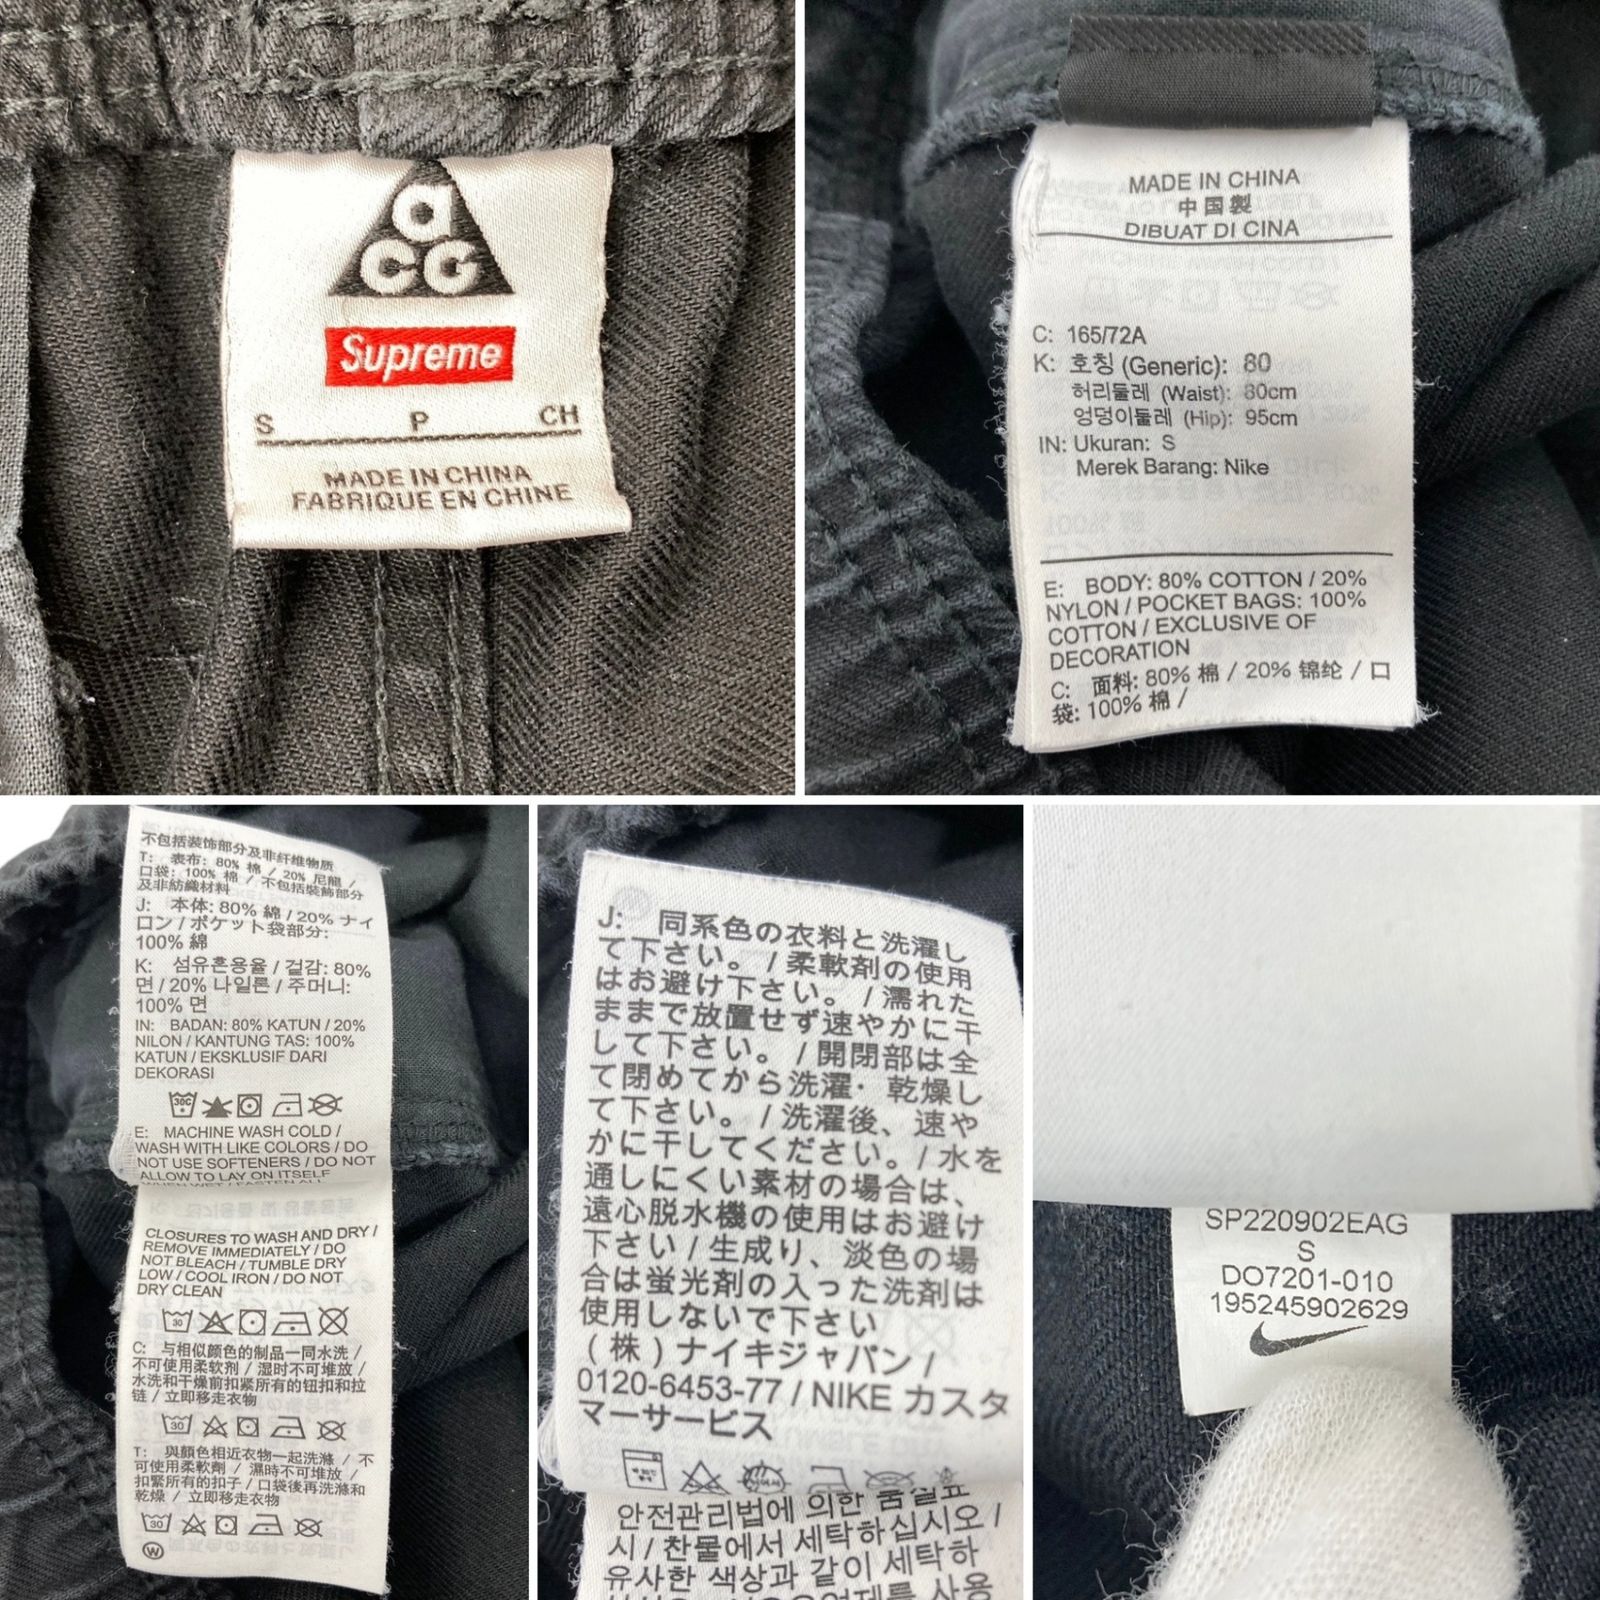 acg
Supreme
S P CH
MADE IN CHINA
FABRIQUE EN CHINE
MADE IN CHINA
中国製
DIBUAT DI CINA
C: 165/72A
K: 호칭 (Generic): 80
허리둘레 (Waist): 80cm
엉덩이둘레 (Hip): 95cm
IN: Ukuran: S
Merek Barang: Nike
E: BODY: 80% COTTON / 20%
NYLON / POCKET BAGS: 100%
COTTON / EXCLUSIVE OF
DECORATION
C: 面料: 80% 棉 / 20% 锦纶 / 口
袋: 100% 棉 /
不包括装饰部分及非纤维物质
T: 表布: 80% 棉 / 20% 尼龍 /
口袋: 100% 棉 / 不包括裝飾部分
及非紡織材料
J: 本体: 80% 綿 / 20% ナイ
ロン / ポケット袋部分:
100% 綿
K: 섬유혼용율 / 겉감: 80%
면 / 20% 나일론 / 주머니:
100% 면
IN: BADAN: 80% KATUN / 20%
NILON / KANTUNG TAS: 100%
KATUN / EKSKLUSIF DARI
DEKORASI
30C
E: MACHINE WASH COLD /
WASH WITH LIKE COLORS / DO
NOT USE SOFTENERS / DO NOT
ALLOW TO LAY ON ITSELF
WHEN WET / FASTEN ALL
CLOSURES TO WASH AND DRY /
REMOVE IMMEDIATELY / DO
NOT BLEACH / TUMBLE DRY
LOW / COOL IRON / DO NOT
DRY CLEAN
30
C: 与相似颜色的制品一同水洗 /
不可使用柔软剂 / 湿时不可堆放 /
水洗和干燥前扣紧所有的钮扣和拉
链 / 立即移走衣物
30
T: 與顏色相近衣物一起洗滌 / 不
可使用柔軟劑 / 濕時不可堆放 /
扣緊所有的扣子 / 口袋後再洗滌和
乾燥 / 立即移走衣物
30
W
J: 同系色の衣料と洗濯し
て下さい。 / 柔軟剤の使用
はお避け下さい。 / 濡れた
ままで放置せず速やかに干
して下さい。 / 開閉部は全
て閉めてから洗濯・乾燥し
て下さい。 / 洗濯後、速や
かに干してください。 / 水を
通しにくい素材の場合は、
遠心脱水機の使用はお避け
下さい / 生成り、淡色の場
合は蛍光剤の入った洗剤は
使用しないで下さい
(株) ナイキジャパン /
0120-6453-77 / NIKE カスタ
マーサービス
안전관리법에 의한 품질표
시 / 찬물에서 세탁하십시오 /
유사한 색상과 같이 세탁하
SP220902EAG
S
DO7201-010
195245902629